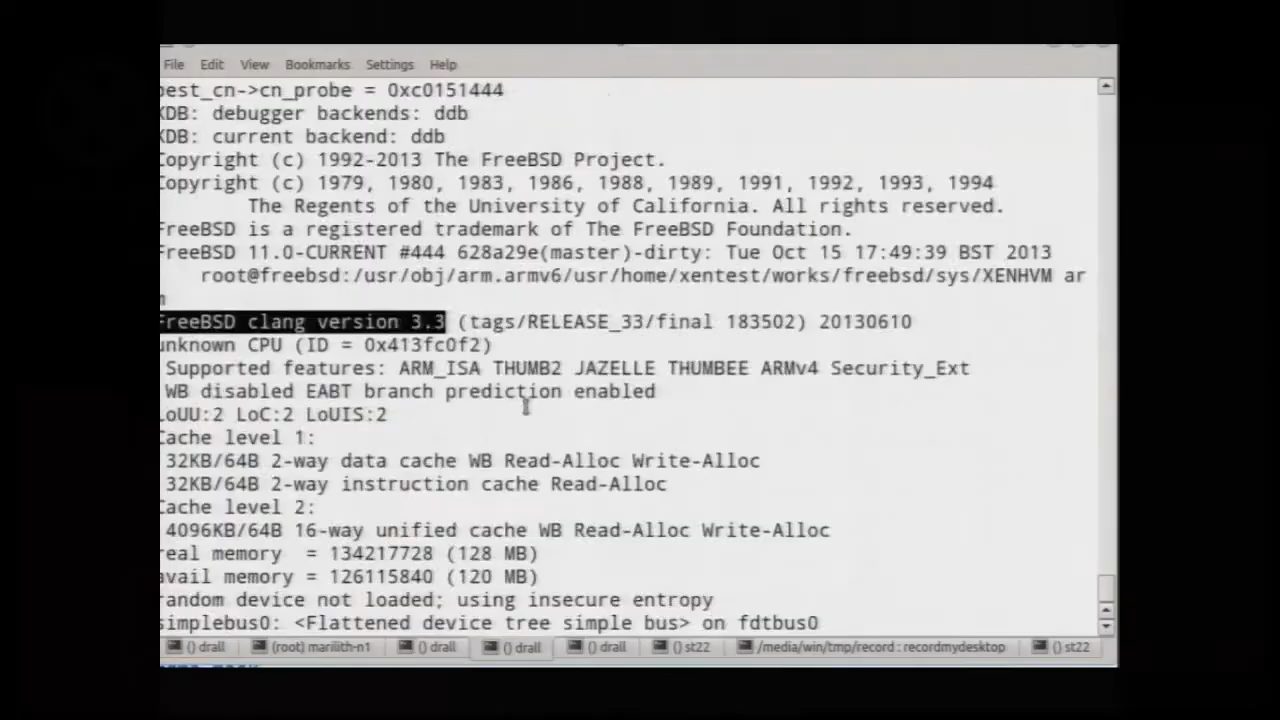 File Edit View Bookmarks Settings Help
best_cn->cn_probe = 0xc0151444
KDB: debugger backends: ddb
KDB: current backend: ddb
Copyright (c) 1992-2013 The FreeBSD Project.
Copyright (c) 1979, 1980, 1983, 1986, 1988, 1989, 1991, 1992, 1993, 1994
The Regents of the University of California. All rights reserved.
FreeBSD is a registered trademark of The FreeBSD Foundation.
FreeBSD 11.0-CURRENT #444 628a29e(master)-dirty: Tue Oct 15 17:49:39 BST 2013
root@freebsd:/usr/obj/arm.armv6/usr/home/xentest/works/freebsd/sys/XENHVM ar
m
FreeBSD clang version 3.3 (tags/RELEASE_33/final 183502) 20130610
unknown CPU (ID = 0x413fc0f2)
Supported features: ARM_ISA THUMB2 JAZELLE THUMBEE ARMv4 Security_Ext
WB disabled EABT branch prediction enabled
LoUU:2 LoC:2 LoUIS:2
Cache level 1:
32KB/64B 2-way data cache WB Read-Alloc Write-Alloc
32KB/64B 2-way instruction cache Read-Alloc
Cache level 2:
4096KB/64B 16-way unified cache WB Read-Alloc Write-Alloc
real memory = 134217728 (128 MB)
avail memory = 126115840 (120 MB)
random device not loaded; using insecure entropy
simplebus0: <Flattened device tree simple bus> on fdtbus0
() drall (root) marilith-n1 () drall () drall () drall () st22 /media/win/tmp/record : recordmydesktop () st22